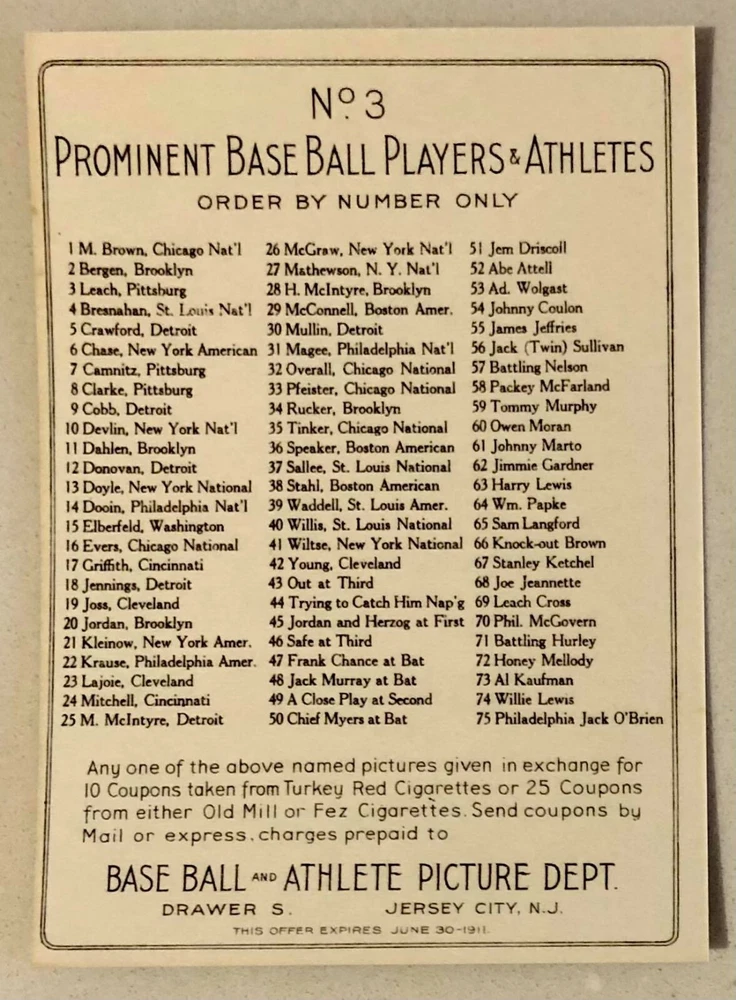 Nº 3
PROMINENT BASE BALL PLAYERS & ATHLETES
ORDER BY NUMBER ONLY
1 M. Brown, Chicago Nat'l
2 Bergen, Brooklyn
3 Leach, Pittsburg
4 Bresnahan, St. Louis Nat'l
5 Crawford, Detroit
6 Chase, New York American
7 Camnitz, Pittsburg
8 Clarke, Pittsburg
9 Cobb, Detroit
10 Devlin, New York Nat'l
11 Dahlen, Brooklyn
12 Donovan, Detroit
13 Doyle, New York National
14 Dooin, Philadelphia Nat'l
15 Elberfeld, Washington
16 Evers, Chicago National
17 Griffith, Cincinnati
18 Jennings, Detroit
19 Joss, Cleveland
20 Jordan, Brooklyn
21 Kleinow, New York Amer.
22 Krause, Philadelphia Amer.
23 Lajoie, Cleveland
24 Mitchell, Cincinnati
25 M. McIntyre, Detroit
26 McGraw, New York Nat'l
27 Mathewson, N. Y. Nat'l
28 H. McIntyre, Brooklyn
29 McConnell, Boston Amer.
30 Mullin, Detroit
31 Magee, Philadelphia Nat'l
32 Overall, Chicago National
33 Pfeister, Chicago National
34 Rucker, Brooklyn
35 Tinker, Chicago National
36 Speaker, Boston American
37 Sallee, St. Louis National
38 Stahl, Boston American
39 Waddell, St. Louis Amer.
40 Willis, St. Louis National
41 Wiltse, New York National
42 Young, Cleveland
43 Out at Third
44 Trying to Catch Him Nap'g
45 Jordan and Herzog at First
46 Safe at Third
47 Frank Chance at Bat
48 Jack Murray at Bat
49 A Close Play at Second
50 Chief Myers at Bat
51 Jem Driscoll
52 Abe Attell
53 Ad. Wolgast
54 Johnny Coulon
55 James Jeffries
56 Jack (Twin) Sullivan
57 Battling Nelson
58 Packey McFarland
59 Tommy Murphy
60 Owen Moran
61 Johnny Marto
62 Jimmie Gardner
63 Harry Lewis
64 Wm. Papke
65 Sam Langford
66 Knock-out Brown
67 Stanley Ketchel
68 Joe Jeannette
69 Leach Cross
70 Phil. McGovern
71 Battling Hurley
72 Honey Mellody
73 Al Kaufman
74 Willie Lewis
75 Philadelphia Jack O'Brien
Any one of the above named pictures given in exchange for
10 Coupons taken from Turkey Red Cigarettes or 25 Coupons
from either Old Mill or Fez Cigarettes. Send coupons by
Mail or express, charges prepaid to
BASE BALL AND ATHLETE PICTURE DEPT.
DRAWER S. JERSEY CITY, N.J.
THIS OFFER EXPIRES JUNE 30-1911.